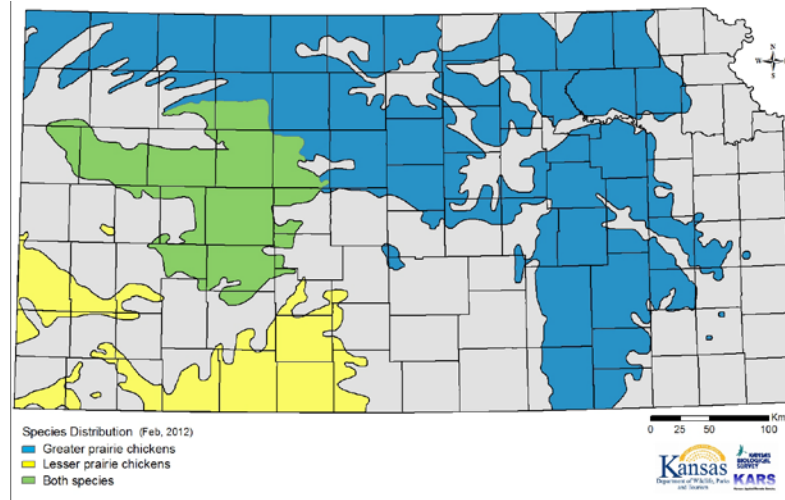 N
W
S
Species Distribution (Feb, 2012)
Greater prairie chickens
Lesser prairie chickens
Both species
Km
0 25 50 100
Kansas
Department of Wildlife, Parks
and Tourism
KANSAS
BIOLOGICAL
SURVEY
KARS